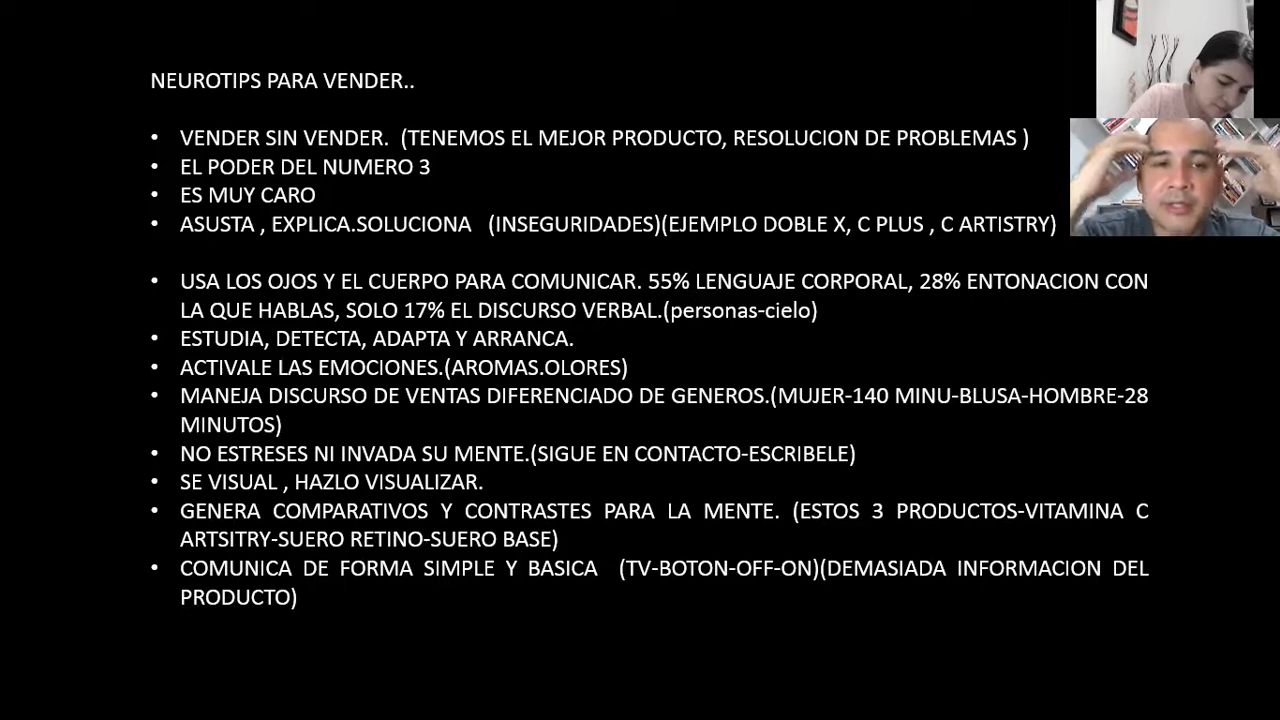 NEUROTIPS PARA VENDER..
• VENDER SIN VENDER. (TENEMOS EL MEJOR PRODUCTO, RESOLUCION DE PROBLEMAS )
• EL PODER DEL NUMERO 3
• ES MUY CARO
• ASUSTA , EXPLICA.SOLUCIONA (INSEGURIDADES)(EJEMPLO DOBLE X, C PLUS , C ARTISTRY)
• USA LOS OJOS Y EL CUERPO PARA COMUNICAR. 55% LENGUAJE CORPORAL, 28% ENTONACION CON
LA QUE HABLAS, SOLO 17% EL DISCURSO VERBAL.(personas-cielo)
• ESTUDIA, DETECTA, ADAPTA Y ARRANCA.
• ACTIVALE LAS EMOCIONES.(AROMAS.OLORES)
• MANEJA DISCURSO DE VENTAS DIFERENCIADO DE GENEROS.(MUJER-140 MINU-BLUSA-HOMBRE-28
MINUTOS)
• NO ESTRESES NI INVADA SU MENTE.(SIGUE EN CONTACTO-ESCRIBELE)
• SE VISUAL , HAZLO VISUALIZAR.
• GENERA COMPARATIVOS Y CONTRASTES PARA LA MENTE. (ESTOS 3 PRODUCTOS-VITAMINA C
ARTSITRY-SUERO RETINO-SUERO BASE)
• COMUNICA DE FORMA SIMPLE Y BASICA (TV-BOTON-OFF-ON)(DEMASIADA INFORMACION DEL
PRODUCTO)